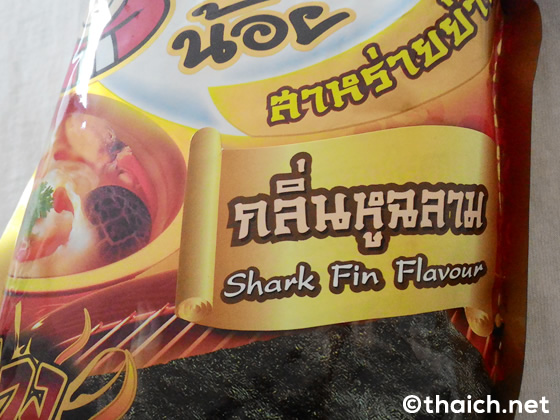 น้อย
สาหร่ายย่าง
กลิ่นหูฉลาม
Shark Fin Flavour
©thaich.net